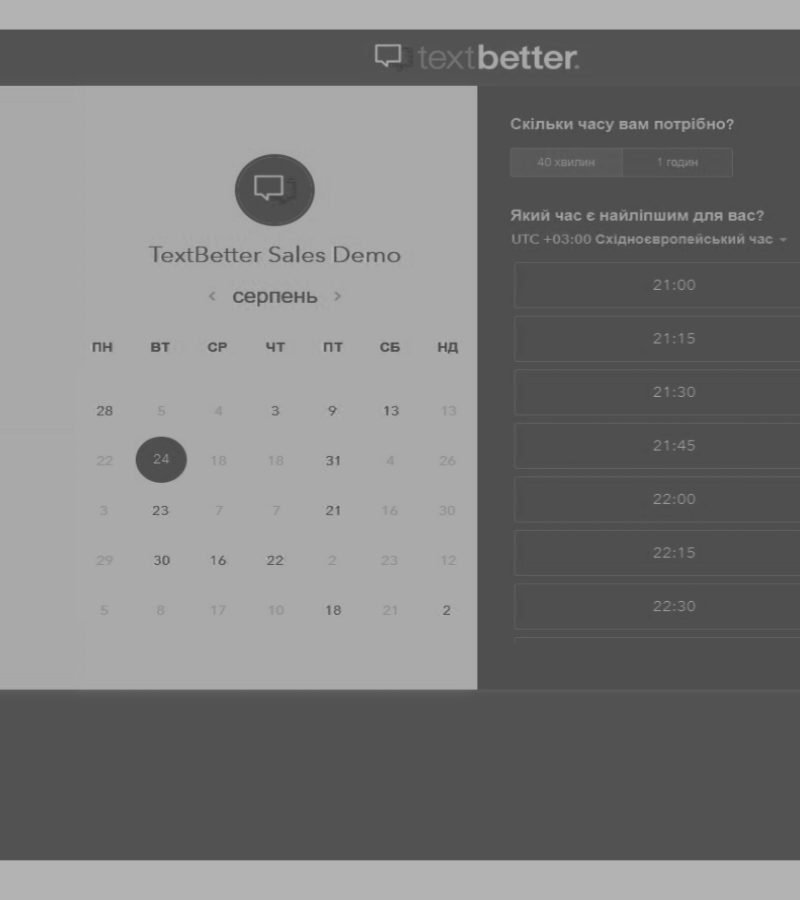 textbetter.
TextBetter Sales Demo
< серпень >
ПН ВТ СР ЧТ ПТ СБ НД
28 5 4 3 9 13 13
22 24 18 18 31 4 26
3 23 7 7 21 16 30
29 30 16 22 2 23 12
5 8 17 10 18 21 2
Скільки часу вам потрібно?
40 хвилин 1 годин
Який час є найліпшим для вас?
UTC +03:00 Східноєвропейський час
21:00
21:15
21:30
21:45
22:00
22:15
22:30